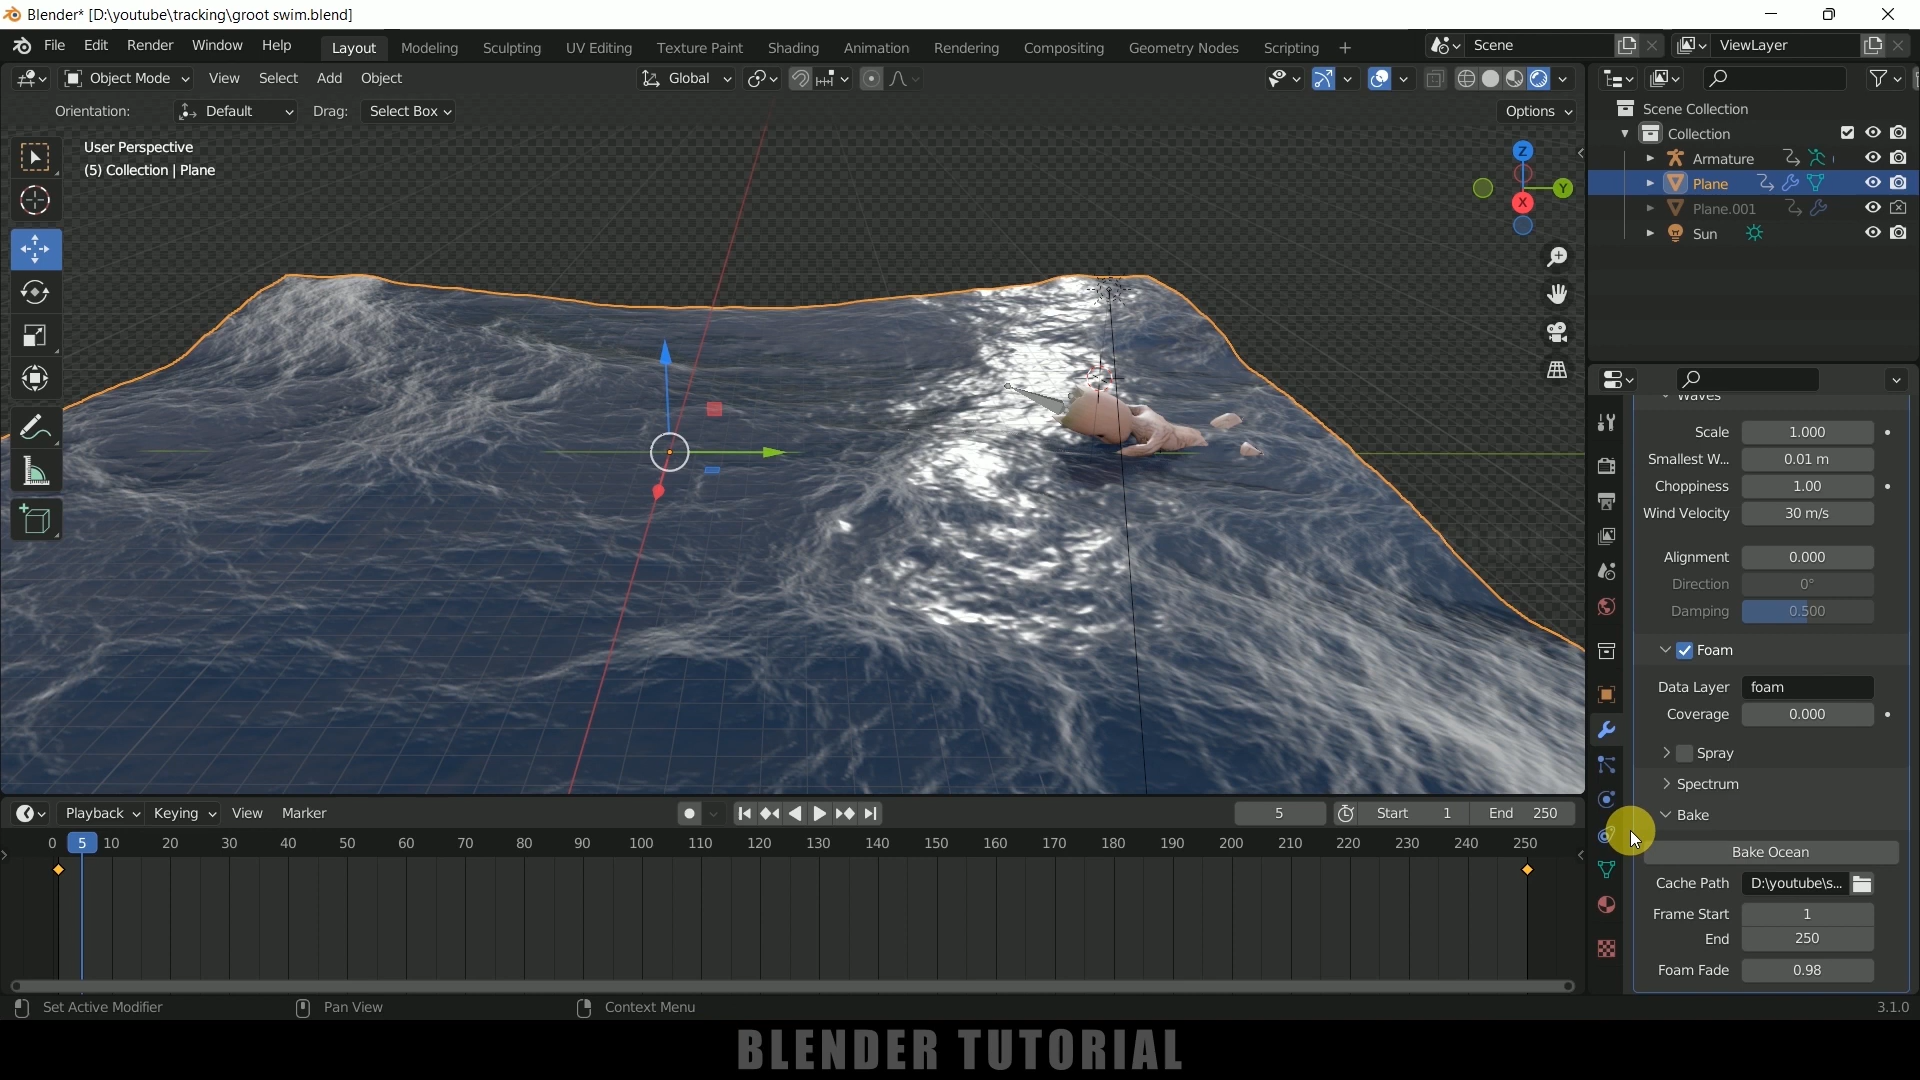 Blender* [D:\youtube\tracking\groot swim.blend]
File Edit Render Window Help Layout Modeling Sculpting UV Editing Texture Paint Shading Animation Rendering Compositing Geometry Nodes Scripting + Scene ViewLayer
Object Mode View Select Add Object Global
Orientation: Default Drag: Select Box Options
User Perspective
(5) Collection | Plane
Z
Y
X
Scene Collection
Collection
Armature
Plane
Plane.001
Sun
Waves
Scale 1.000
Smallest W... 0.01 m
Choppiness 1.00
Wind Velocity 30 m/s
Alignment 0.000
Direction 0°
Damping 0.500
Foam
Data Layer foam
Coverage 0.000
Spray
Spectrum
Bake
Bake Ocean
Cache Path D:\youtube\s...
Frame Start 1
End 250
Foam Fade 0.98
Playback Keying View Marker 5 Start 1 End 250
0 5 10 20 30 40 50 60 70 80 90 100 110 120 130 140 150 160 170 180 190 200 210 220 230 240 250
Set Active Modifier Pan View Context Menu 3.1.0
BLENDER TUTORIAL